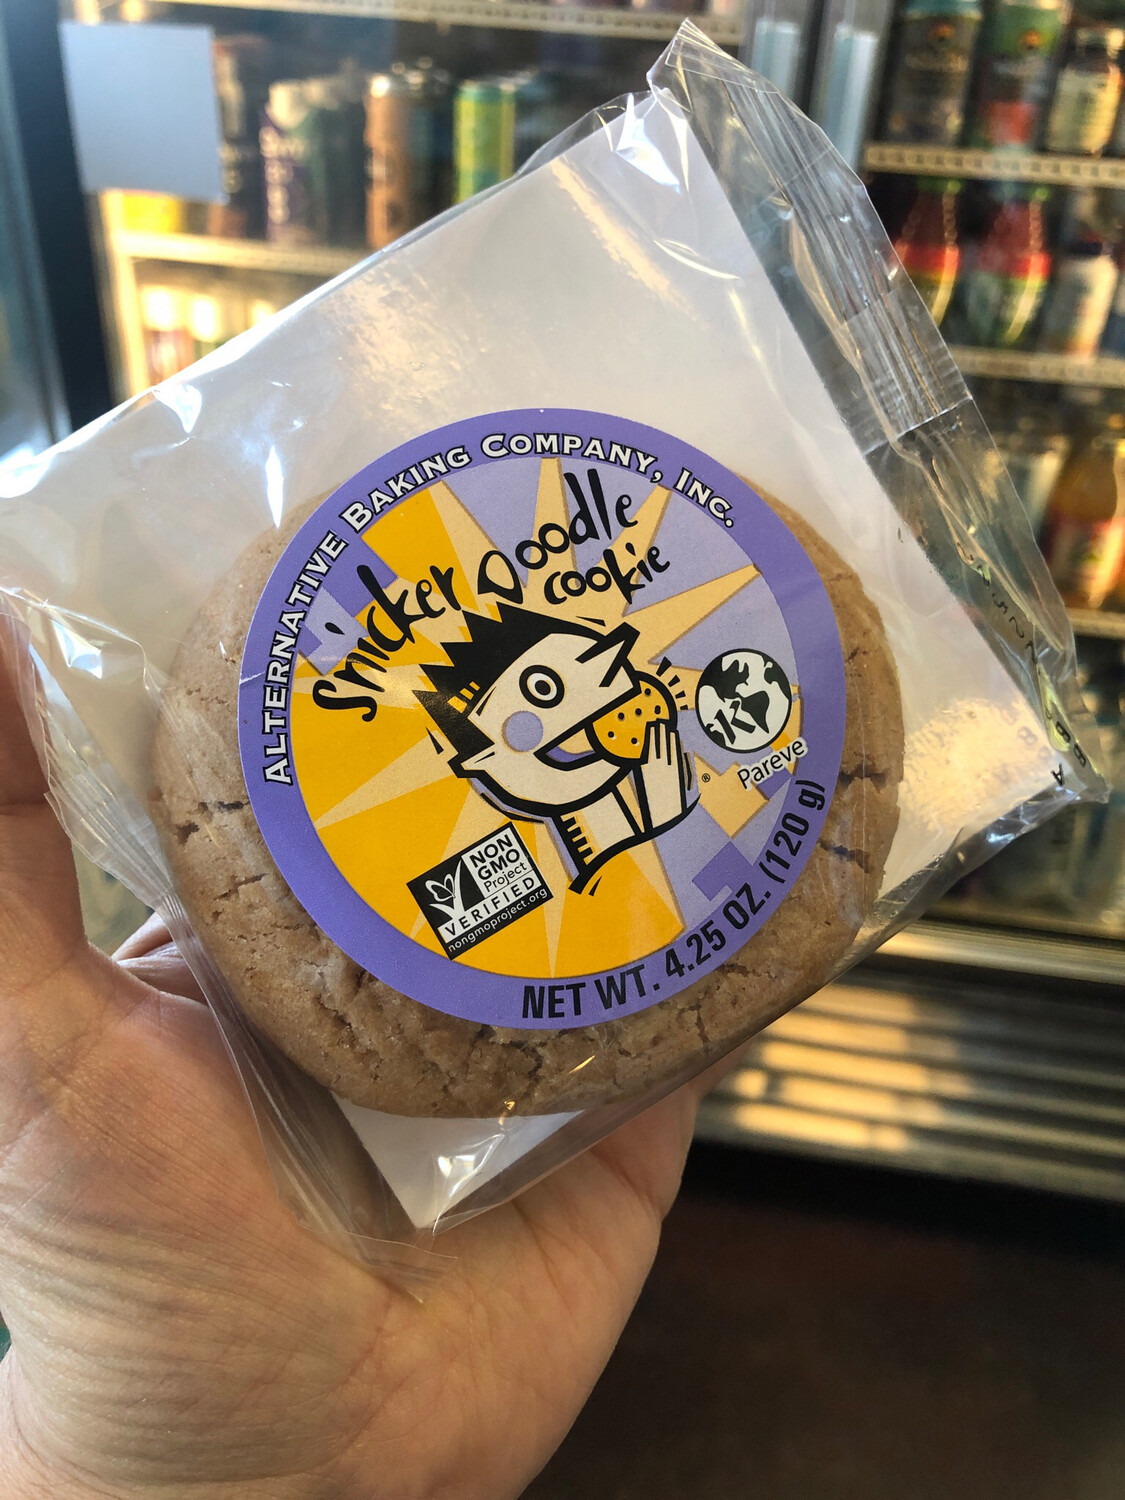 ALTERNATIVE BAKING COMPANY, INC.
Snicker Doodle
cookie
K
Pareve
®
NON
GMO
Project
VERIFIED
nongmoproject.org
NET WT. 4.25 OZ. (120 g)